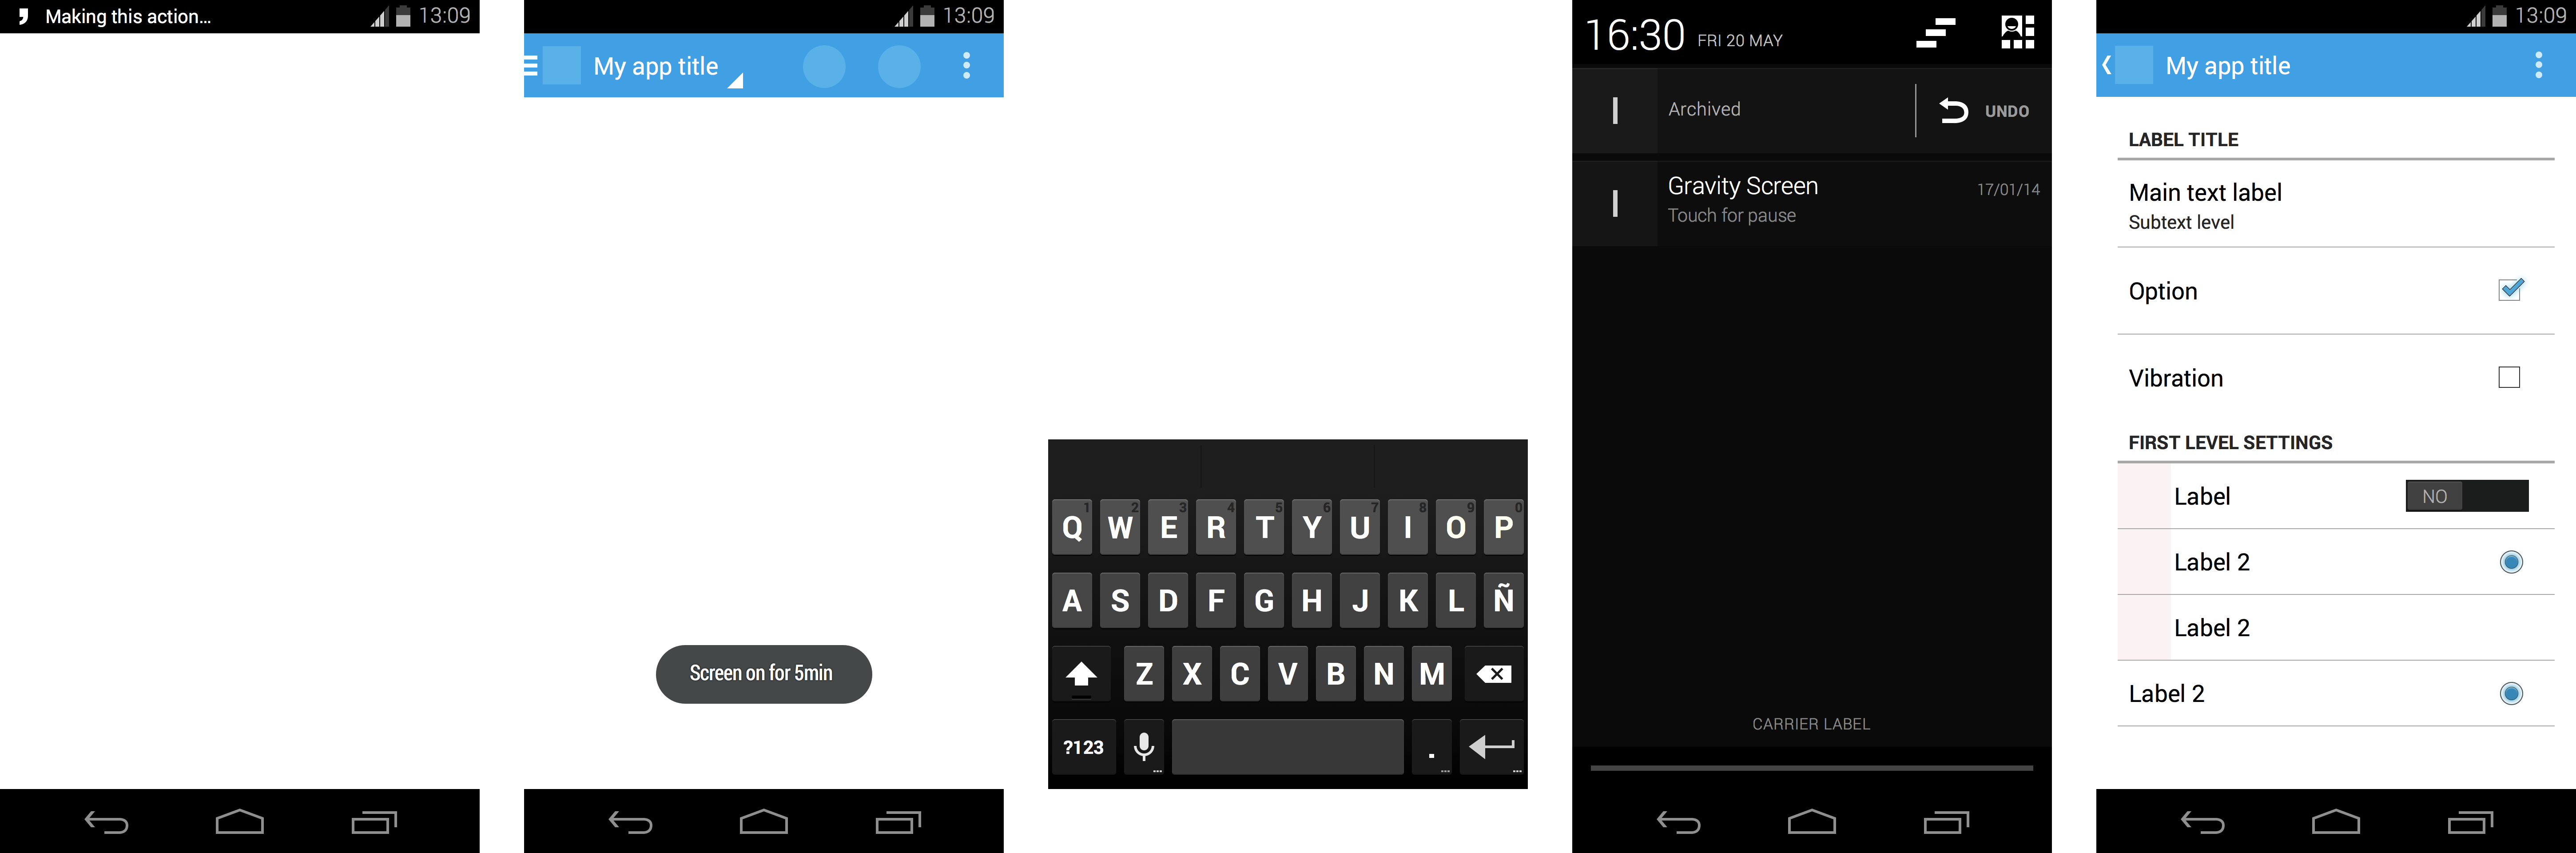 Making this action...
13:09
13:09
My app title
Screen on for 5min
1 2 3 4 5 6 7 8 9 0
Q W E R T Y U I O P
A S D F G H J K L Ñ
Z X C V B N M
?123 . ...
16:30 FRI 20 MAY
Archived UNDO
Gravity Screen 17/01/14
Touch for pause
CARRIER LABEL
13:09
My app title
LABEL TITLE
Main text label
Subtext level
Option
Vibration
FIRST LEVEL SETTINGS
Label NO
Label 2
Label 2
Label 2